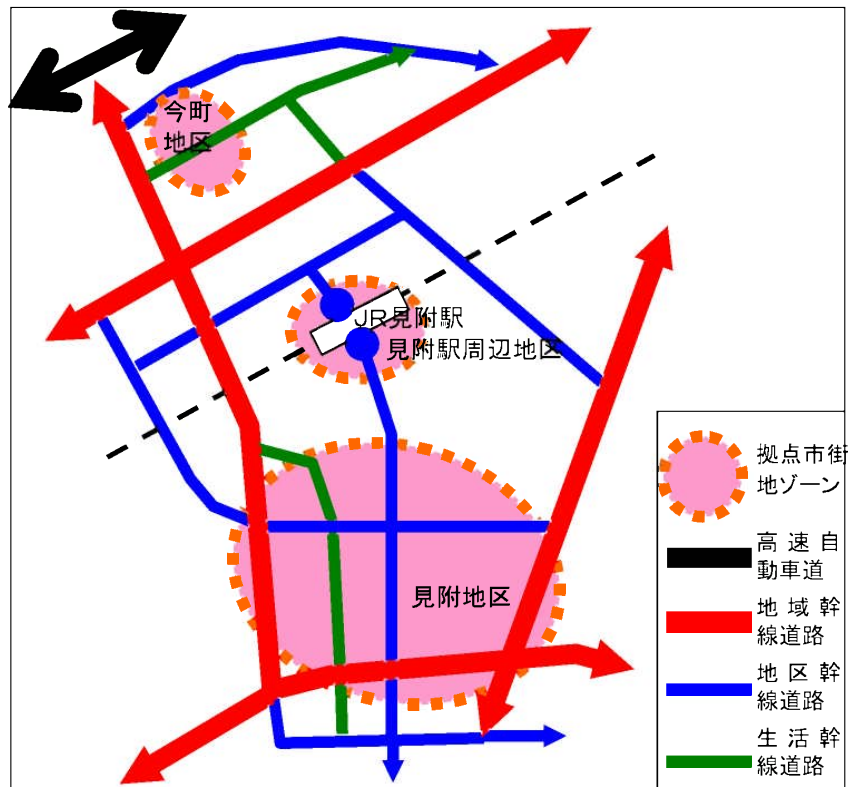 今町
地区
JR見附駅
見附駅周辺地区
見附地区
拠点市街
地ゾーン
高速自
動車道
地域幹
線道路
地区幹
線道路
生活幹
線道路